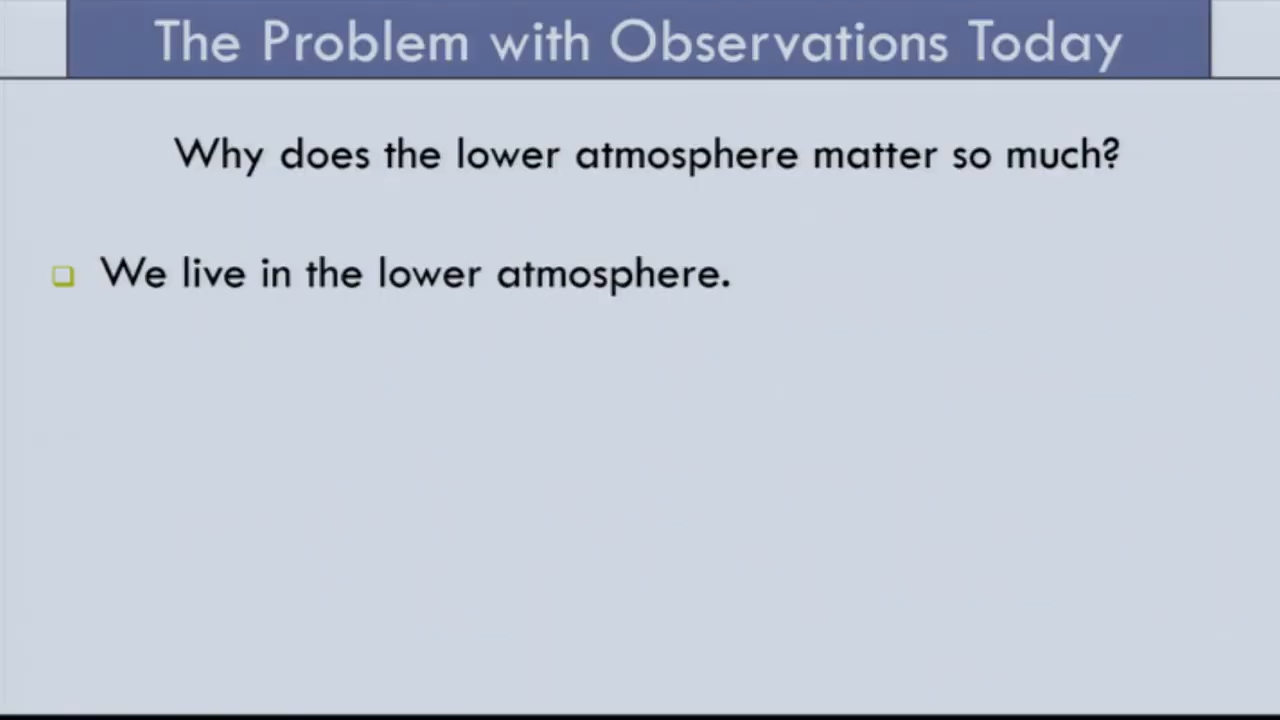 The Problem with Observations Today
Why does the lower atmosphere matter so much?
We live in the lower atmosphere.